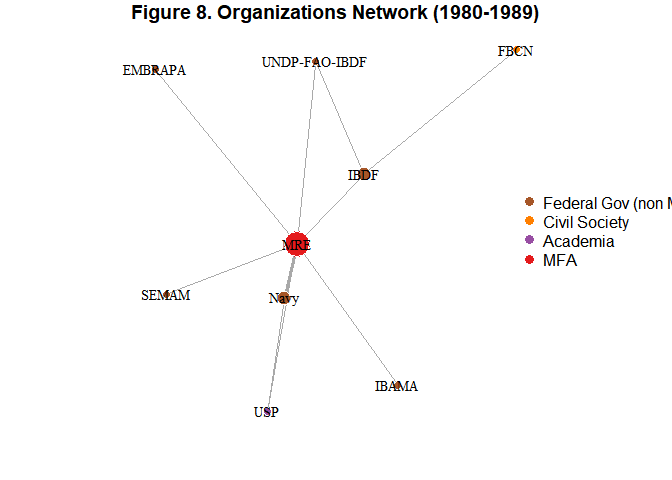 Figure 8. Organizations Network (1980-1989)
FBCN
UNDP-FAO-IBDF
EMBRAPA
IBDF
Federal Gov (non M
Civil Society
Academia
MFA
MRE
SEMAM
Navy
IBAMA
USP